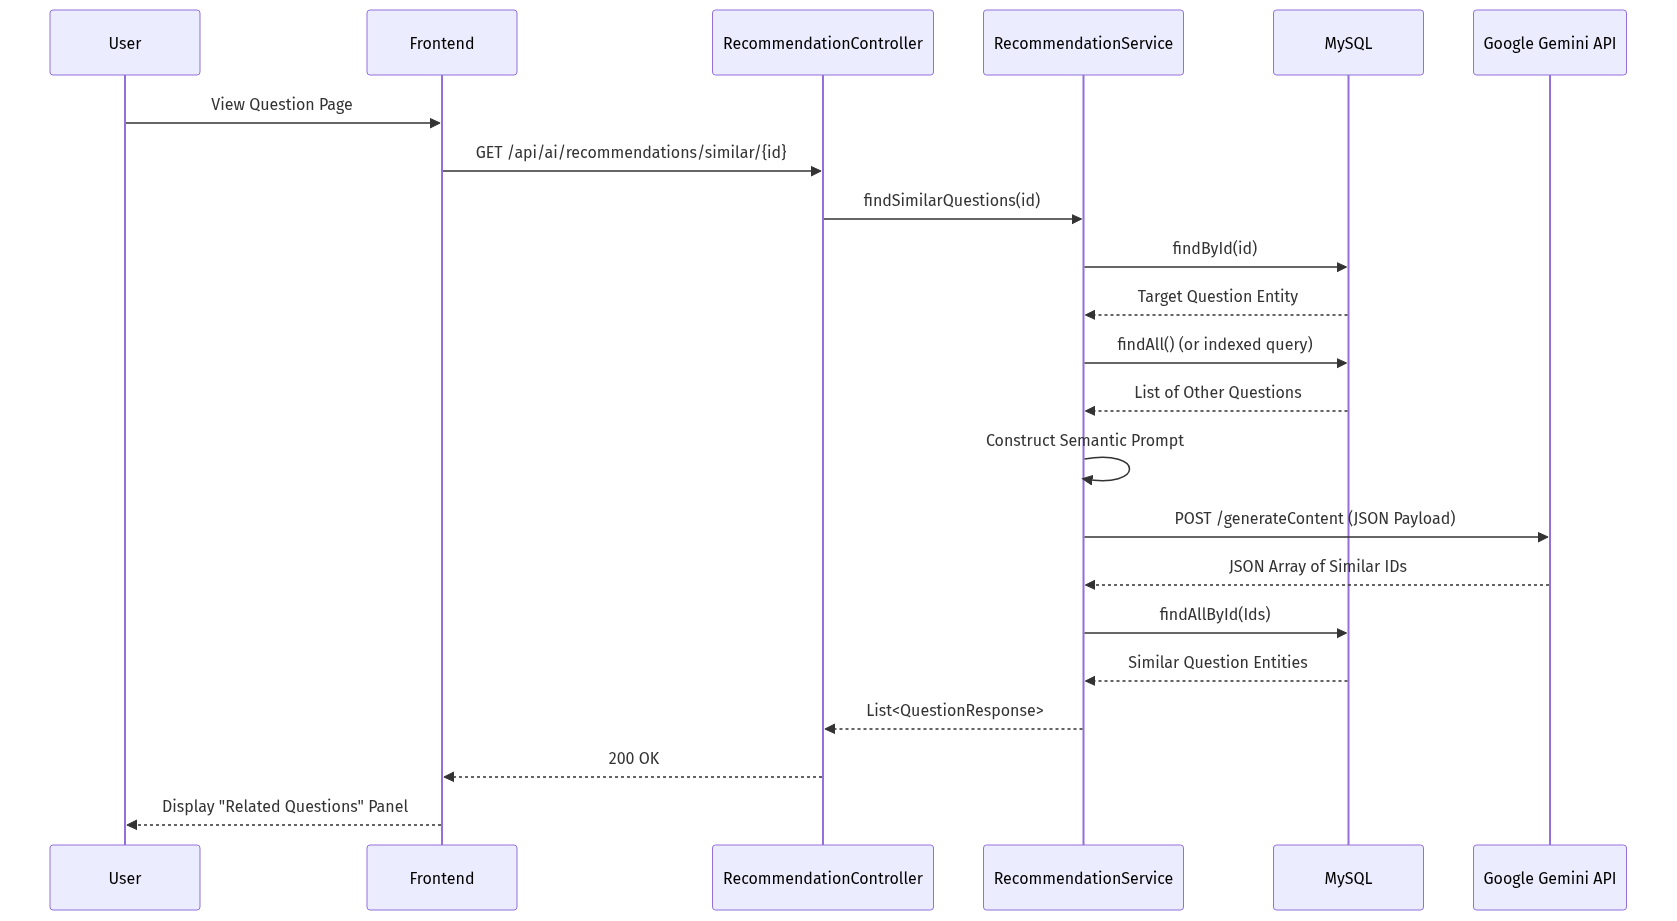 User
Frontend
RecommendationController
RecommendationService
MySQL
Google Gemini API
View Question Page
GET /api/ai/recommendations/similar/{id}
findSimilarQuestions(id)
findById(id)
Target Question Entity
findAll() (or indexed query)
List of Other Questions
Construct Semantic Prompt
POST /generateContent (JSON Payload)
JSON Array of Similar IDs
findAllById(Ids)
Similar Question Entities
List<QuestionResponse>
200 OK
Display "Related Questions" Panel
User
Frontend
RecommendationController
RecommendationService
MySQL
Google Gemini API